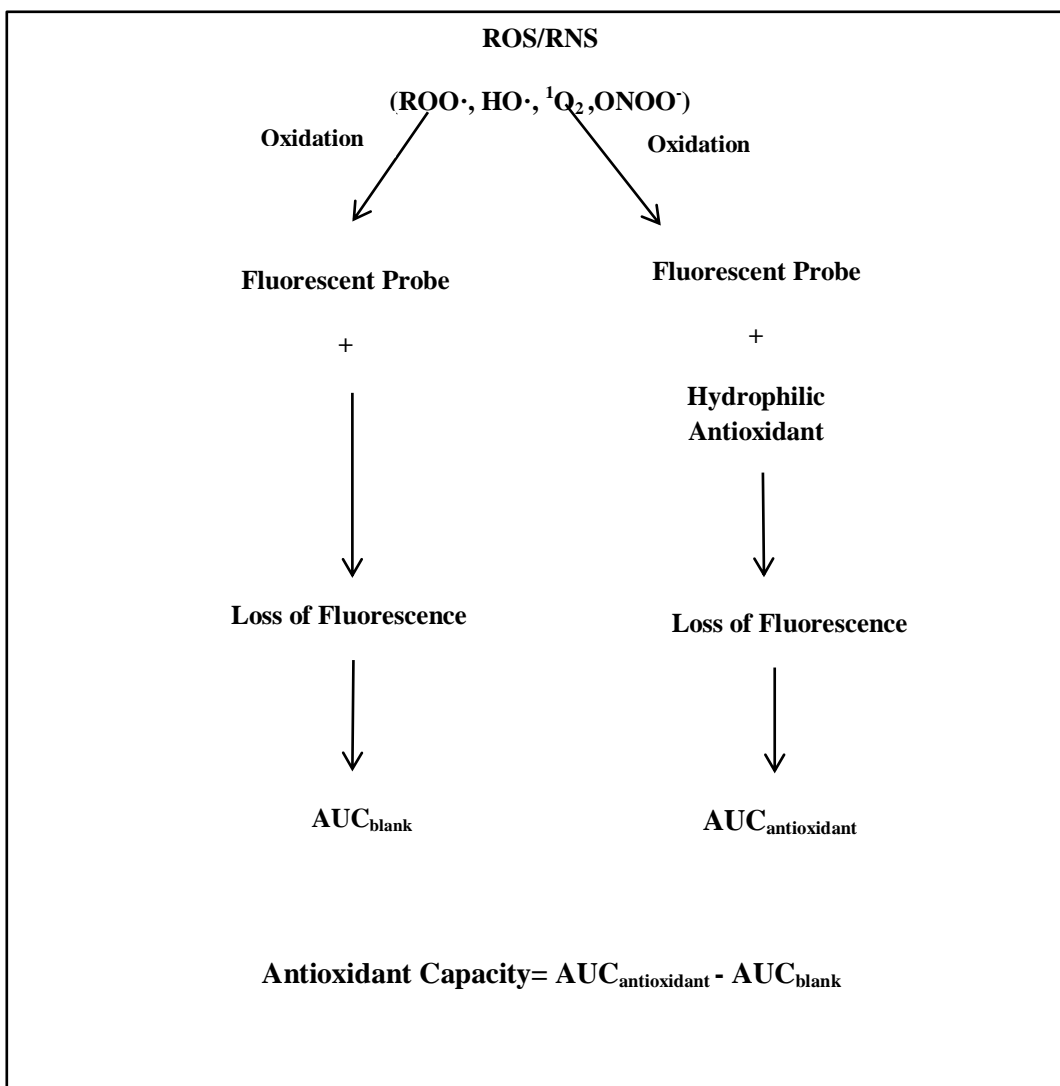 ROS/RNS
(ROO·, HO·, ¹O₂ ,ONOO⁻)
Oxidation
Oxidation
Fluorescent Probe
+
Loss of Fluorescence
AUCblank
Fluorescent Probe
+
Hydrophilic
Antioxidant
Loss of Fluorescence
AUCantioxidant
Antioxidant Capacity= AUCantioxidant - AUCblank